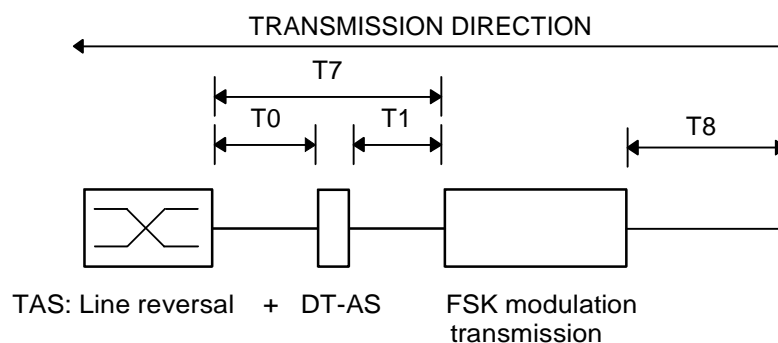 TRANSMISSION DIRECTION
T7
T0
T1
T8
TAS: Line reversal + DT-AS
FSK modulation
transmission